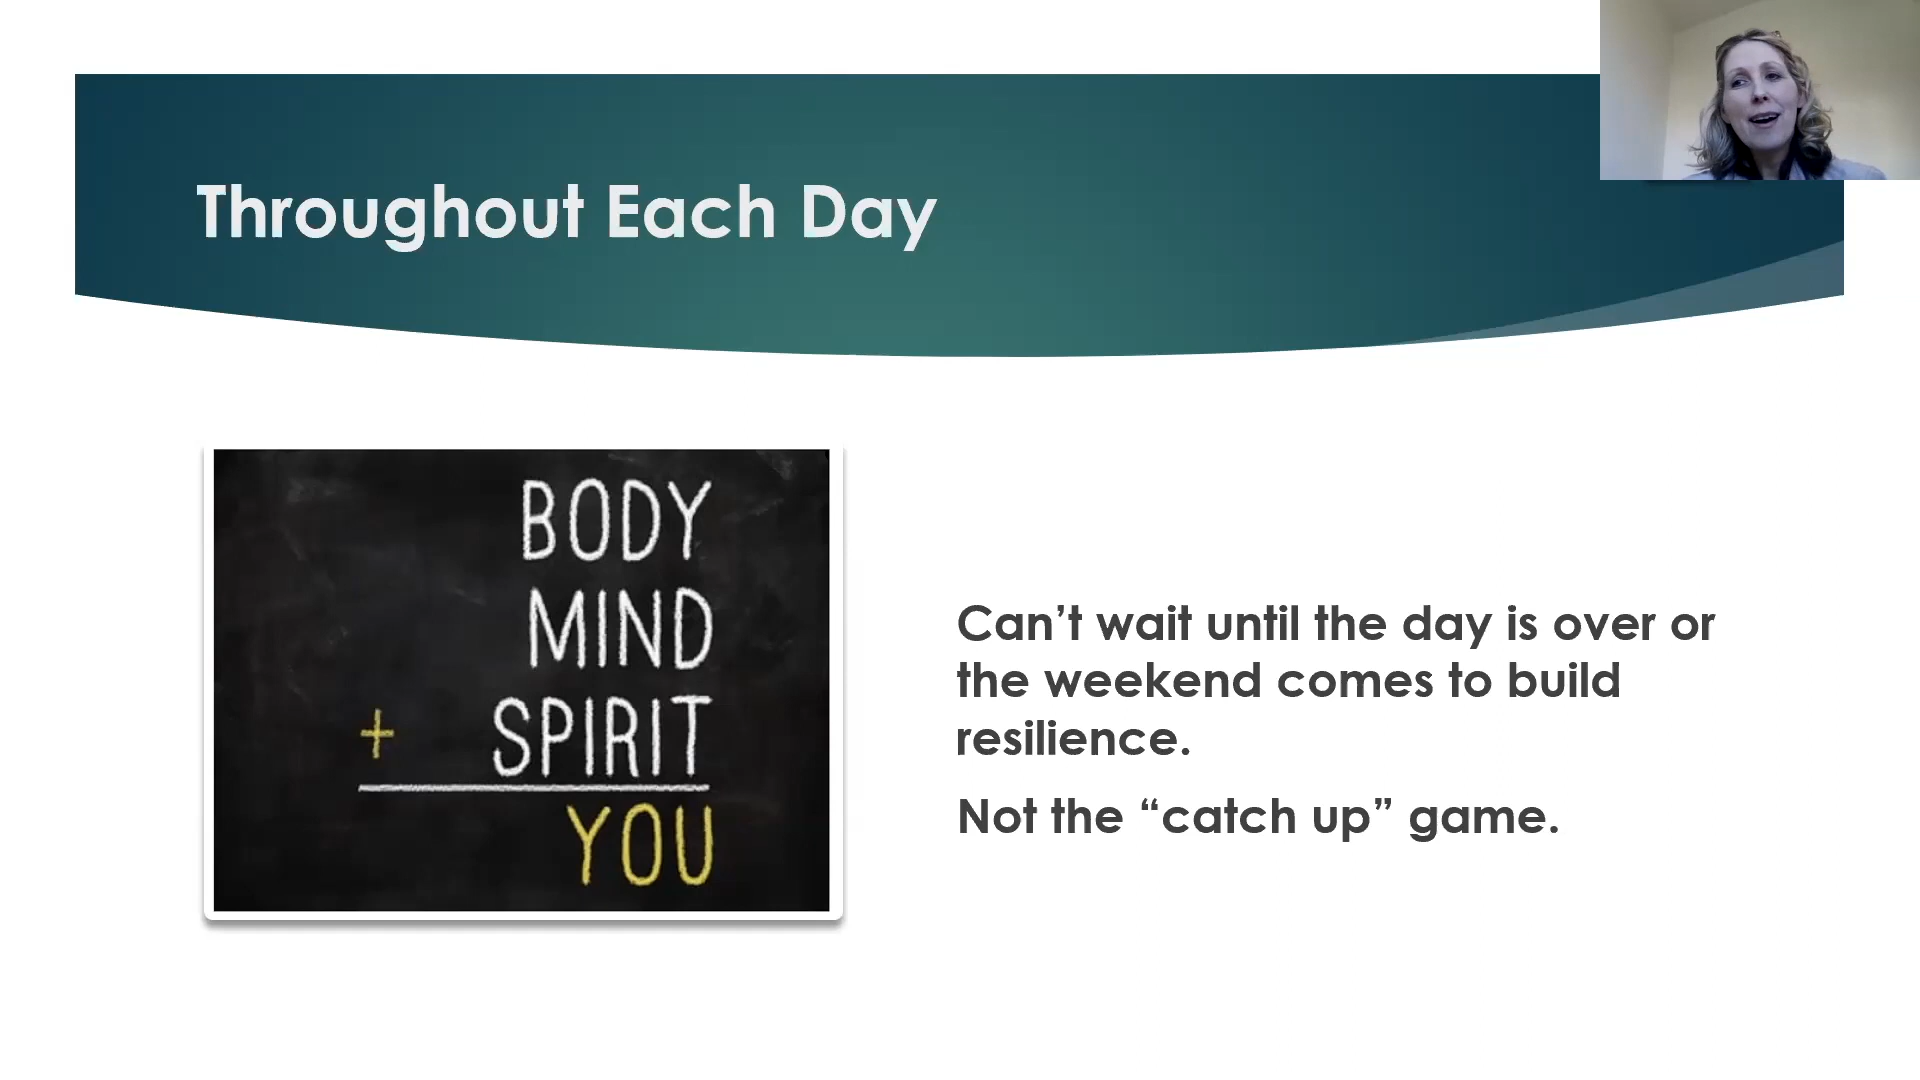 Throughout Each Day
BODY
MIND
+ SPIRIT
YOU
Can’t wait until the day is over or
the weekend comes to build
resilience.
Not the “catch up” game.